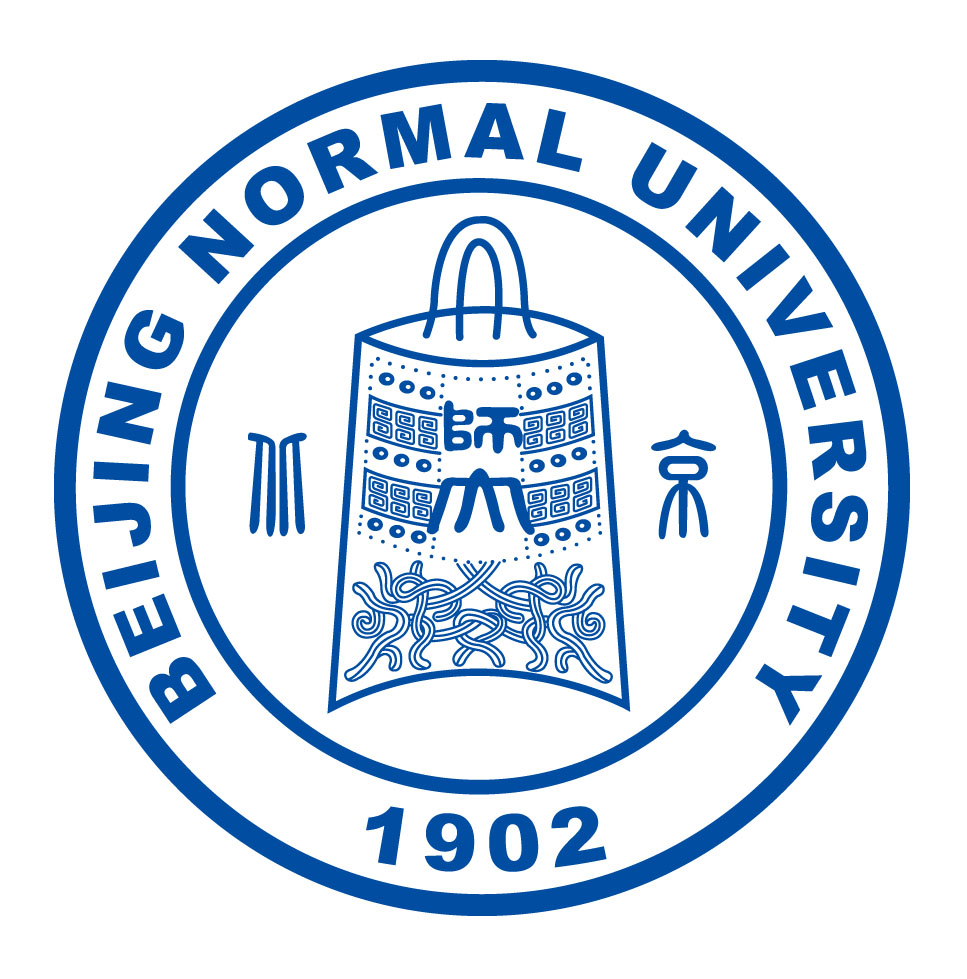 BEIJING NORMAL UNIVERSITY
北 京
師
大
1902